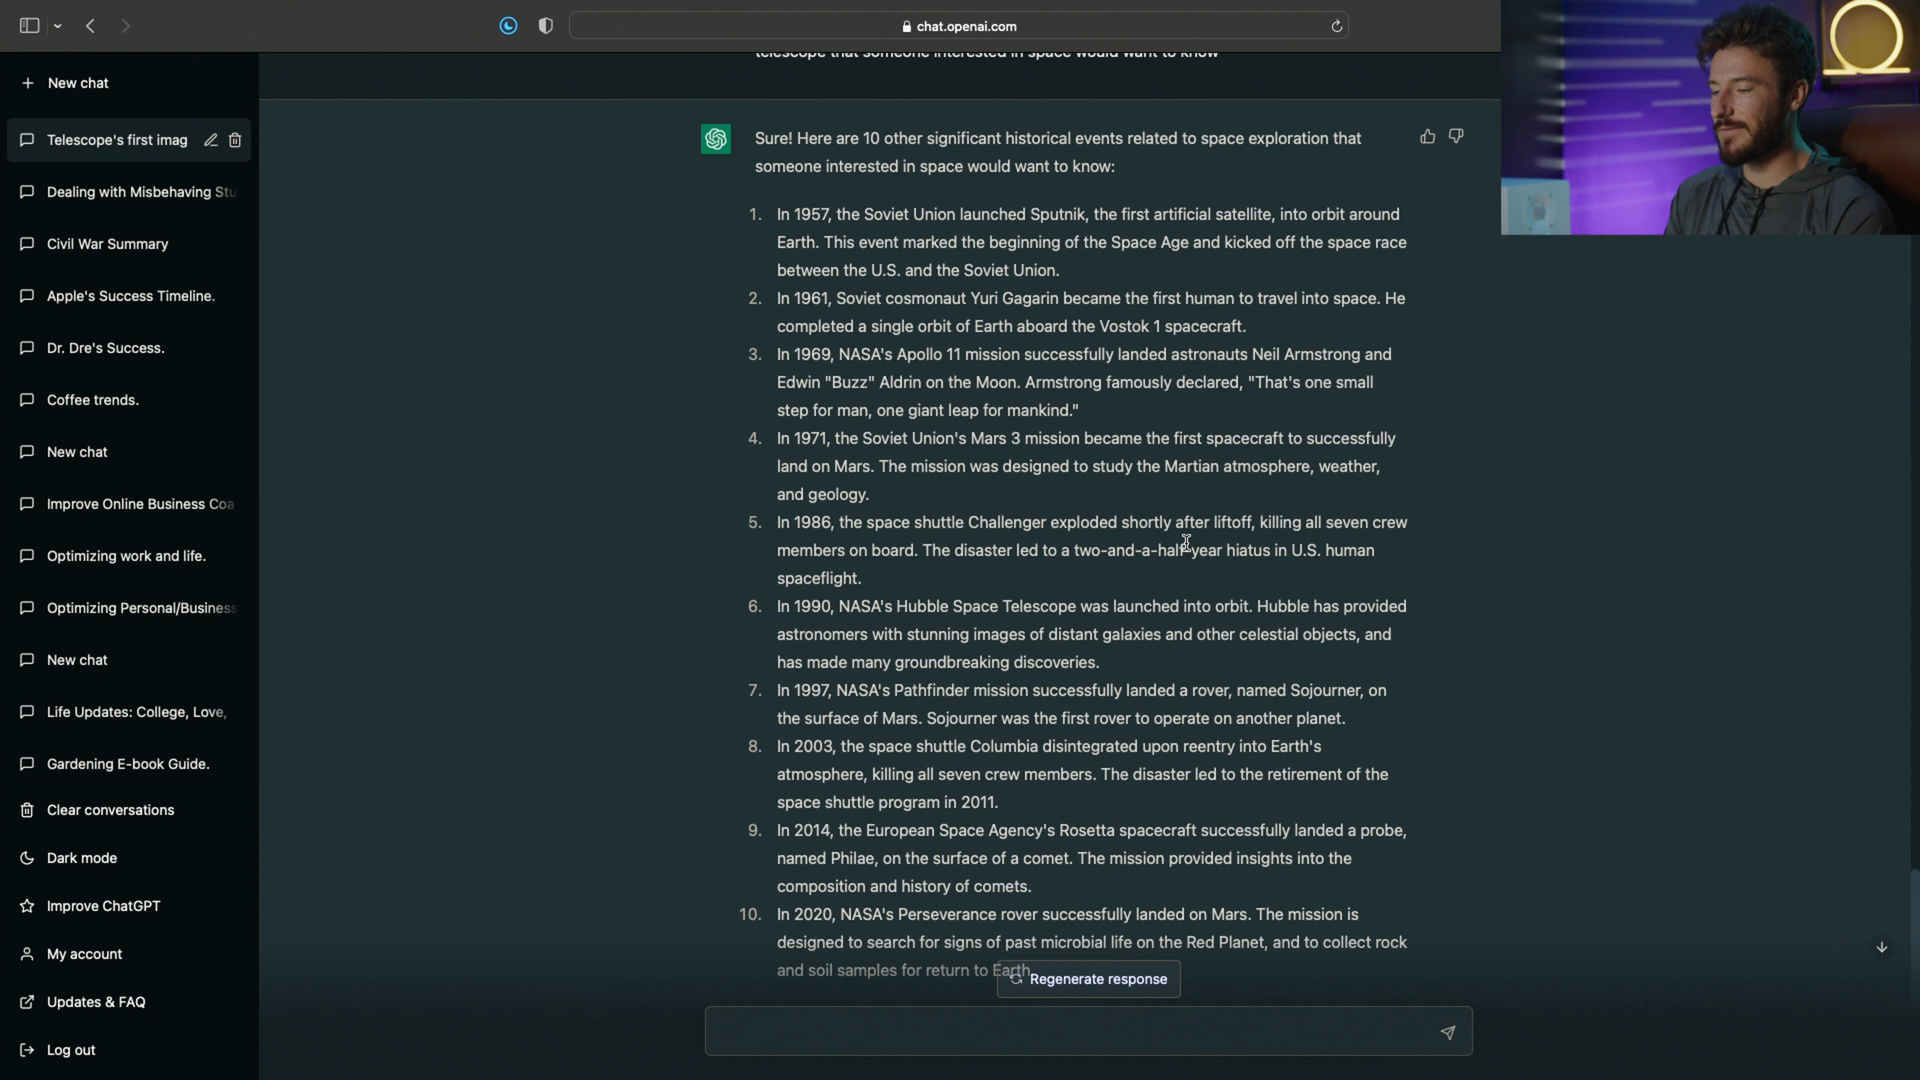 chat.openai.com
New chat
Telescope's first imag
Dealing with Misbehaving Stu
Civil War Summary
Apple's Success Timeline.
Dr. Dre's Success.
Coffee trends.
New chat
Improve Online Business Coa
Optimizing work and life.
Optimizing Personal/Business
New chat
Life Updates: College, Love,
Gardening E-book Guide.
Clear conversations
Dark mode
Improve ChatGPT
My account
Updates & FAQ
Log out
telescope that someone interested in space would want to know
Sure! Here are 10 other significant historical events related to space exploration that
someone interested in space would want to know:
1. In 1957, the Soviet Union launched Sputnik, the first artificial satellite, into orbit around
Earth. This event marked the beginning of the Space Age and kicked off the space race
between the U.S. and the Soviet Union.
2. In 1961, Soviet cosmonaut Yuri Gagarin became the first human to travel into space. He
completed a single orbit of Earth aboard the Vostok 1 spacecraft.
3. In 1969, NASA's Apollo 11 mission successfully landed astronauts Neil Armstrong and
Edwin "Buzz" Aldrin on the Moon. Armstrong famously declared, "That's one small
step for man, one giant leap for mankind."
4. In 1971, the Soviet Union's Mars 3 mission became the first spacecraft to successfully
land on Mars. The mission was designed to study the Martian atmosphere, weather,
and geology.
5. In 1986, the space shuttle Challenger exploded shortly after liftoff, killing all seven crew
members on board. The disaster led to a two-and-a-half-year hiatus in U.S. human
spaceflight.
6. In 1990, NASA's Hubble Space Telescope was launched into orbit. Hubble has provided
astronomers with stunning images of distant galaxies and other celestial objects, and
has made many groundbreaking discoveries.
7. In 1997, NASA's Pathfinder mission successfully landed a rover, named Sojourner, on
the surface of Mars. Sojourner was the first rover to operate on another planet.
8. In 2003, the space shuttle Columbia disintegrated upon reentry into Earth's
atmosphere, killing all seven crew members. The disaster led to the retirement of the
space shuttle program in 2011.
9. In 2014, the European Space Agency's Rosetta spacecraft successfully landed a probe,
named Philae, on the surface of a comet. The mission provided insights into the
composition and history of comets.
10. In 2020, NASA's Perseverance rover successfully landed on Mars. The mission is
designed to search for signs of past microbial life on the Red Planet, and to collect rock
and soil samples for return to Earth
Regenerate response